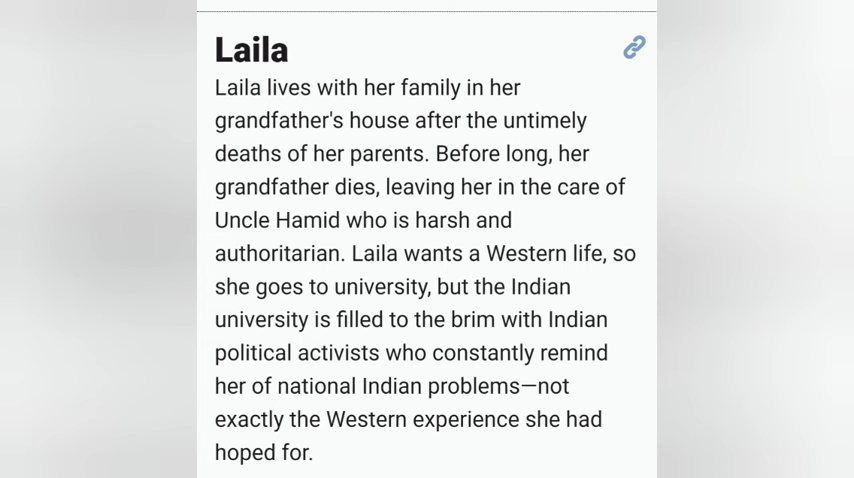 Laila
Laila lives with her family in her
grandfather's house after the untimely
deaths of her parents. Before long, her
grandfather dies, leaving her in the care of
Uncle Hamid who is harsh and
authoritarian. Laila wants a Western life, so
she goes to university, but the Indian
university is filled to the brim with Indian
political activists who constantly remind
her of national Indian problems—not
exactly the Western experience she had
hoped for.